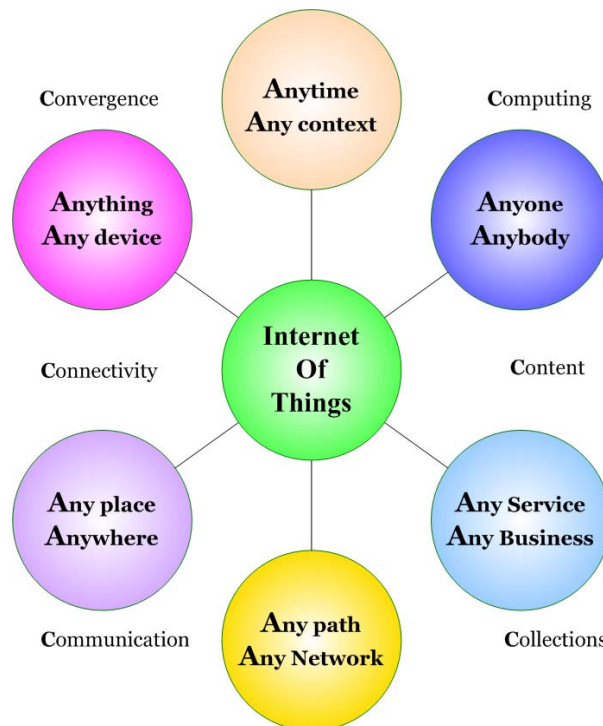 Convergence
Anytime
Any context
Computing
Anything
Any device
Anyone
Anybody
Internet
Of
Things
Connectivity
Content
Any place
Anywhere
Any Service
Any Business
Any path
Any Network
Communication
Collections